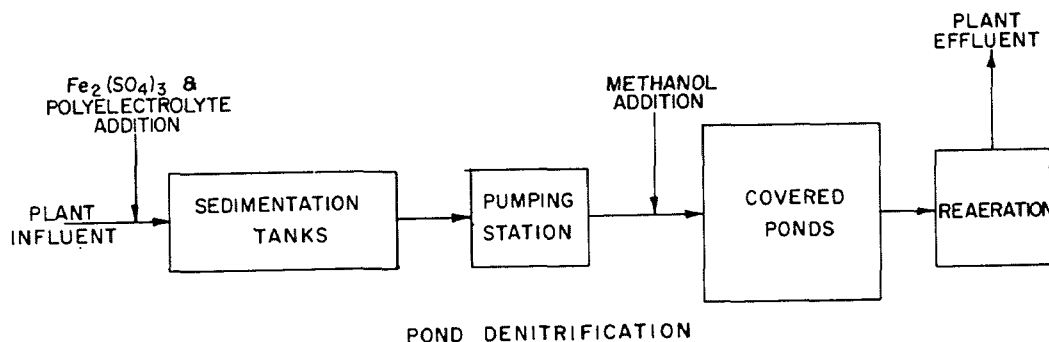 Fe2(SO4)3 &
POLYELECTROLYTE
ADDITION
PLANT
INFLUENT
SEDIMENTATION
TANKS
PUMPING
STATION
METHANOL
ADDITION
COVERED
PONDS
REAERATION
PLANT
EFFLUENT
POND DENITRIFICATION